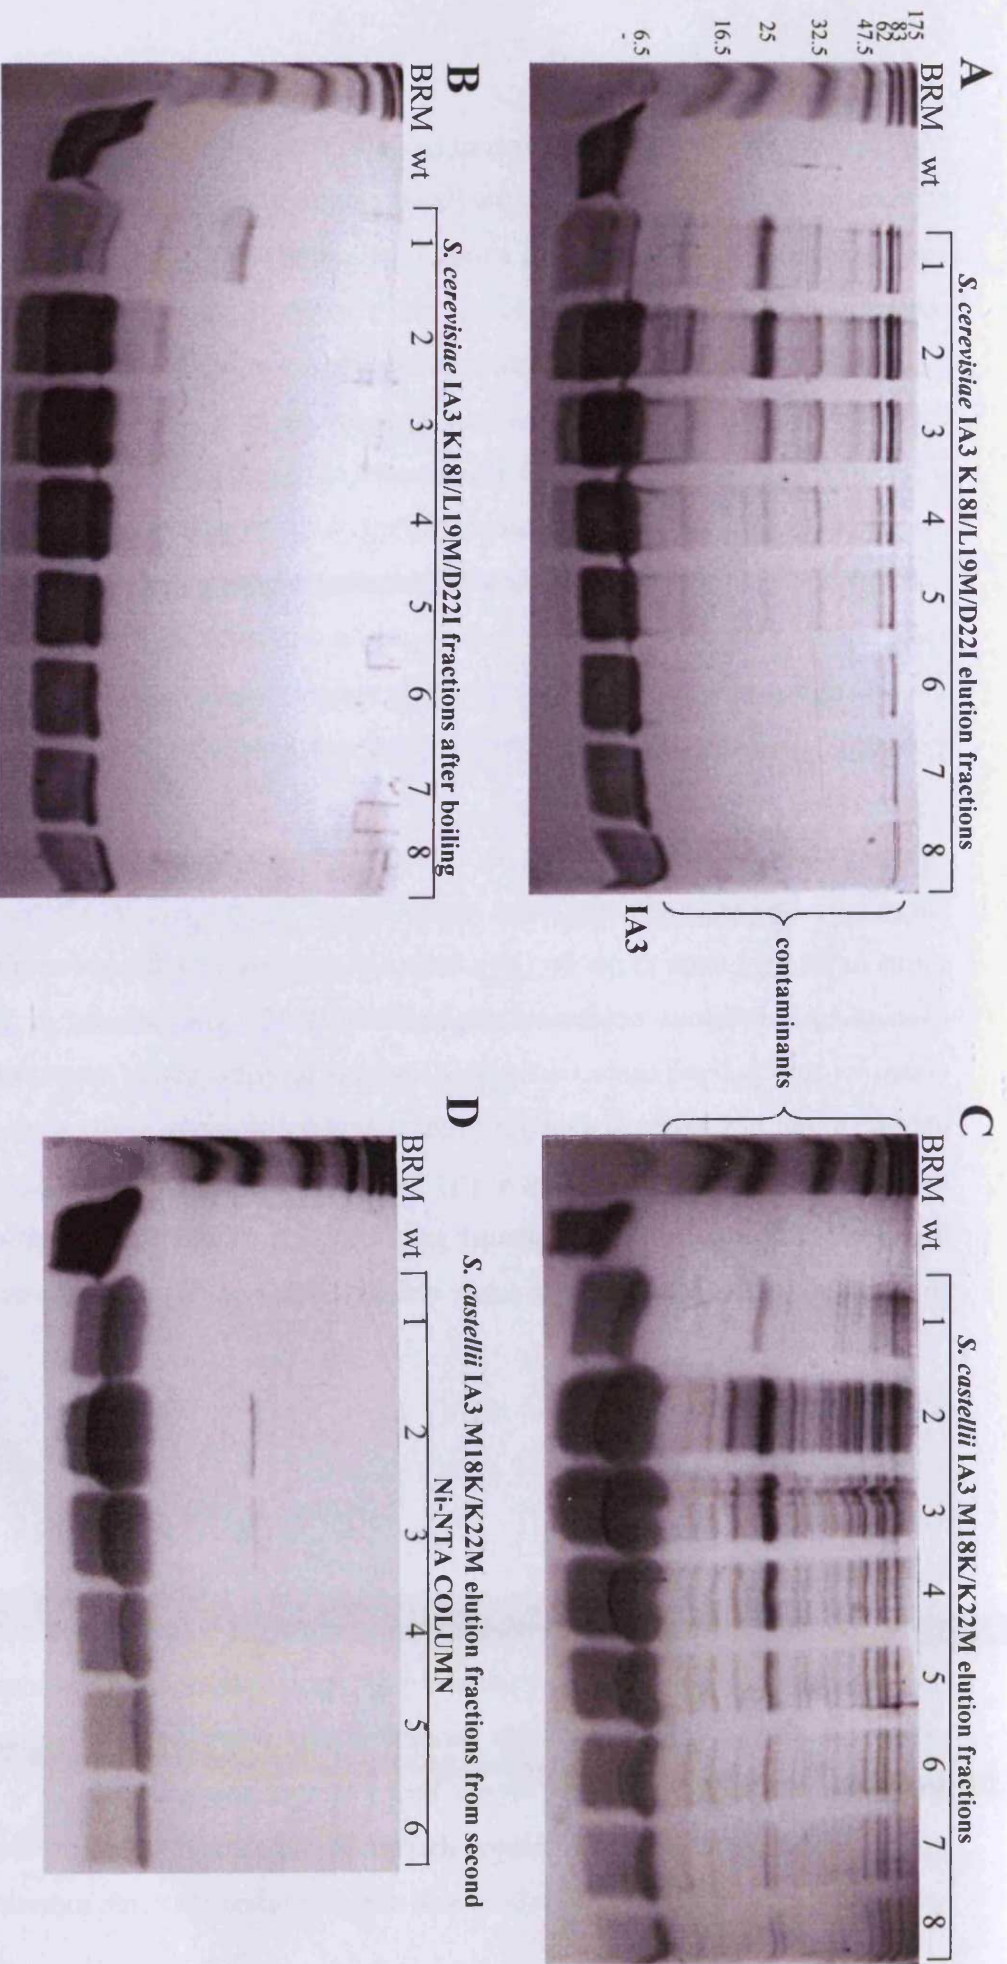 A
S. cerevisiae IA3 K18I/L19M/D22I elution fractions
BRM wt 1 2 3 4 5 6 7 8
175
83
62
47.5
32.5
25
16.5
6.5
-
IA3
contaminants
B
S. cerevisiae IA3 K18I/L19M/D22I fractions after boiling
BRM wt 1 2 3 4 5 6 7 8
C
S. castellii IA3 M18K/K22M elution fractions
BRM wt 1 2 3 4 5 6 7 8
D
S. castellii IA3 M18K/K22M elution fractions from second
Ni-NTA COLUMN
BRM wt 1 2 3 4 5 6